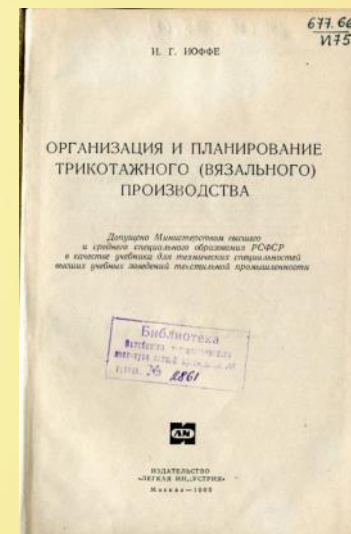 677.66
И75
И. Г. ИОФФЕ
ОРГАНИЗАЦИЯ И ПЛАНИРОВАНИЕ
ТРИКОТАЖНОГО (ВЯЗАЛЬНОГО)
ПРОИЗВОДСТВА
Допущено Министерством высшего
и среднего специального образования РСФСР
в качестве учебника для технических специальностей
высших учебных заведений текстильной промышленности
Библиотека
№ 2861
ИЗДАТЕЛЬСТВО
«ЛЕГКАЯ ИНДУСТРИЯ»
Москва —